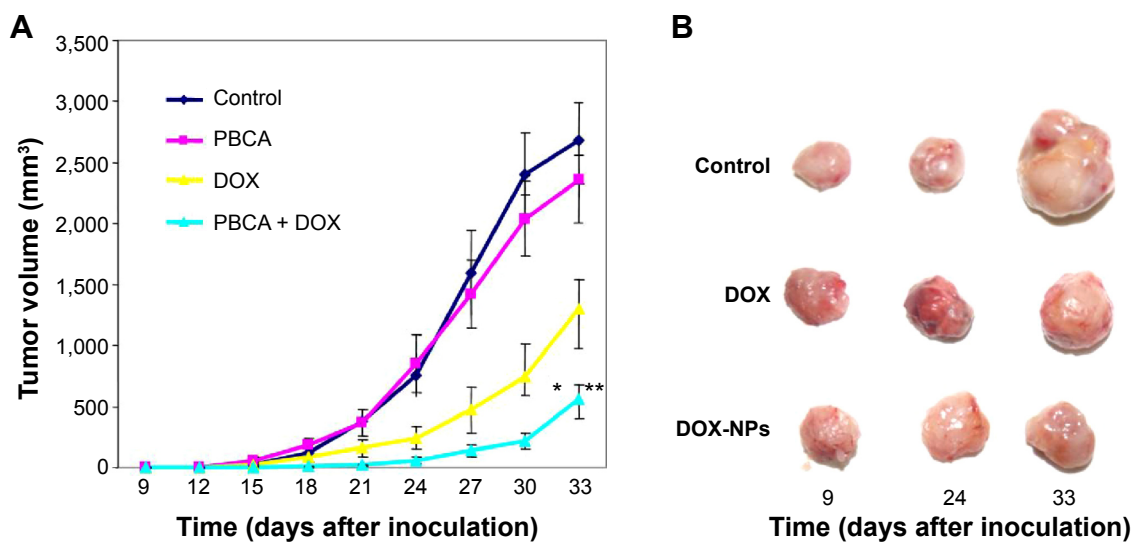 A
3,500
3,000
2,500
2,000
1,500
1,000
500
0
Tumor volume (mm³)
Control
PBCA
DOX
PBCA + DOX
* **
9 12 15 18 21 24 27 30 33
Time (days after inoculation)
B
Control
DOX
DOX-NPs
9 24 33
Time (days after inoculation)